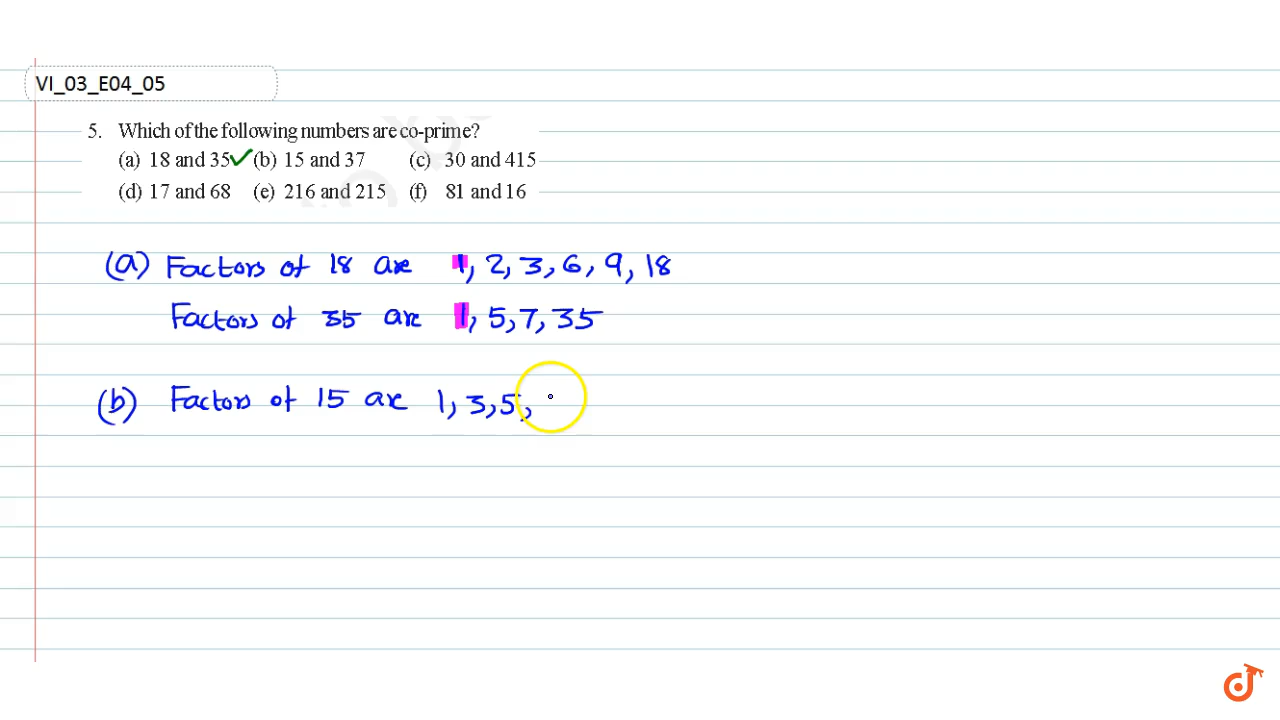 VI_03_E04_05
5. Which of the following numbers are co-prime?
(a) 18 and 35 ✓ (b) 15 and 37 (c) 30 and 415
(d) 17 and 68 (e) 216 and 215 (f) 81 and 16
(a) Factors of 18 are 1, 2, 3, 6, 9, 18
Factors of 35 are 1, 5, 7, 35
(b) Factors of 15 are 1, 3, 5,